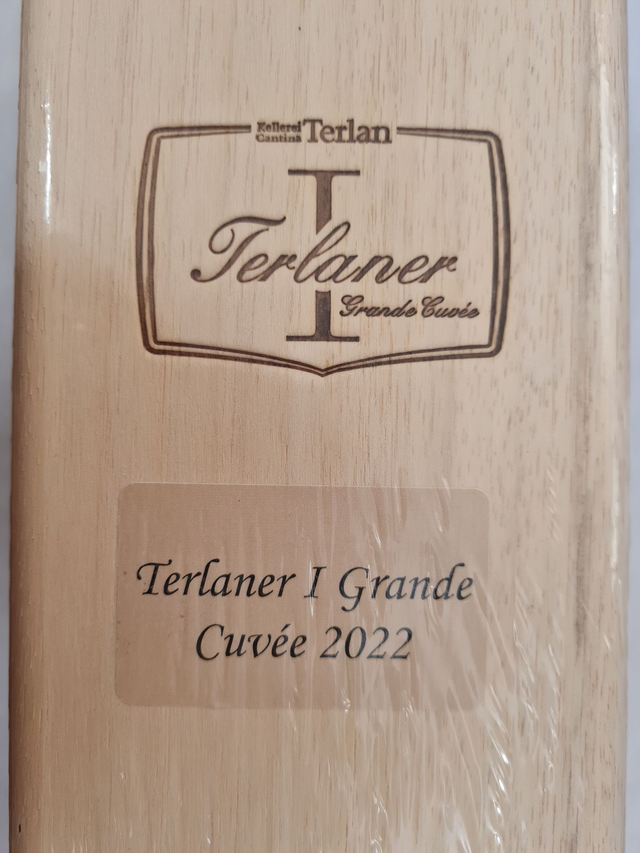 Kellerei
Cantina Terlan
I
Terlaner
Grande Cuvée
Terlaner I Grande
Cuvée 2022